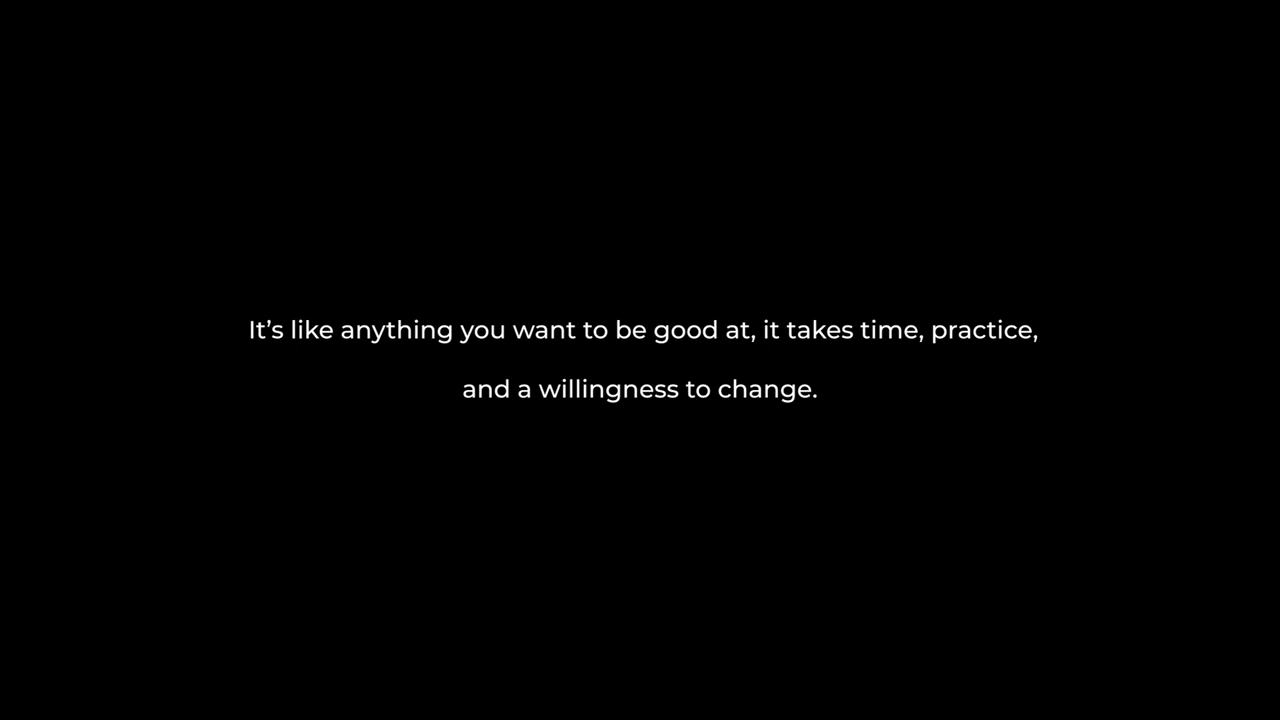 It’s like anything you want to be good at, it takes time, practice,
and a willingness to change.